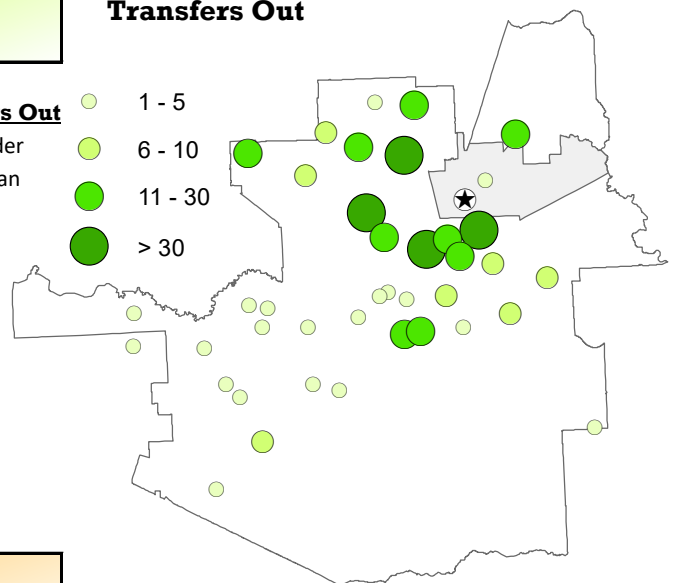 Transfers Out
s Out
der
an
1 - 5
6 - 10
11 - 30
> 30